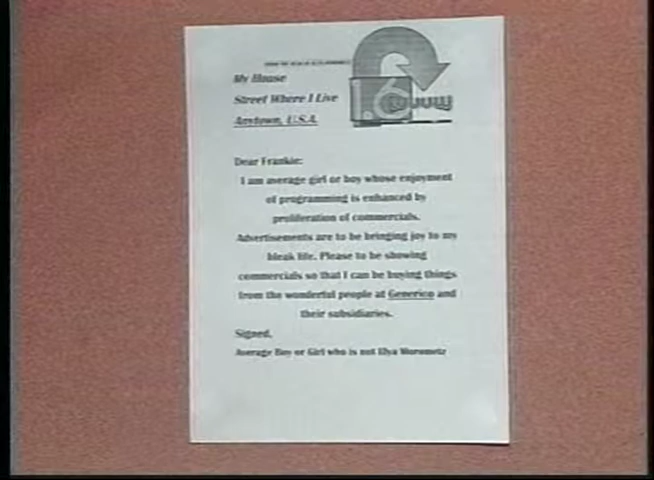 My House
Street Where I Live
Anytown, U.S.A.
1.6
Dear Frankie:
I am average girl or boy whose enjoyment
of programming is enhanced by
proliferation of commercials.
Advertisements are to be bringing joy to my
bleak life. Please to be showing
commercials so that I can be buying things
from the wonderful people at Generico and
their subsidiaries.
Signed,
Average Boy or Girl who is not Ilya